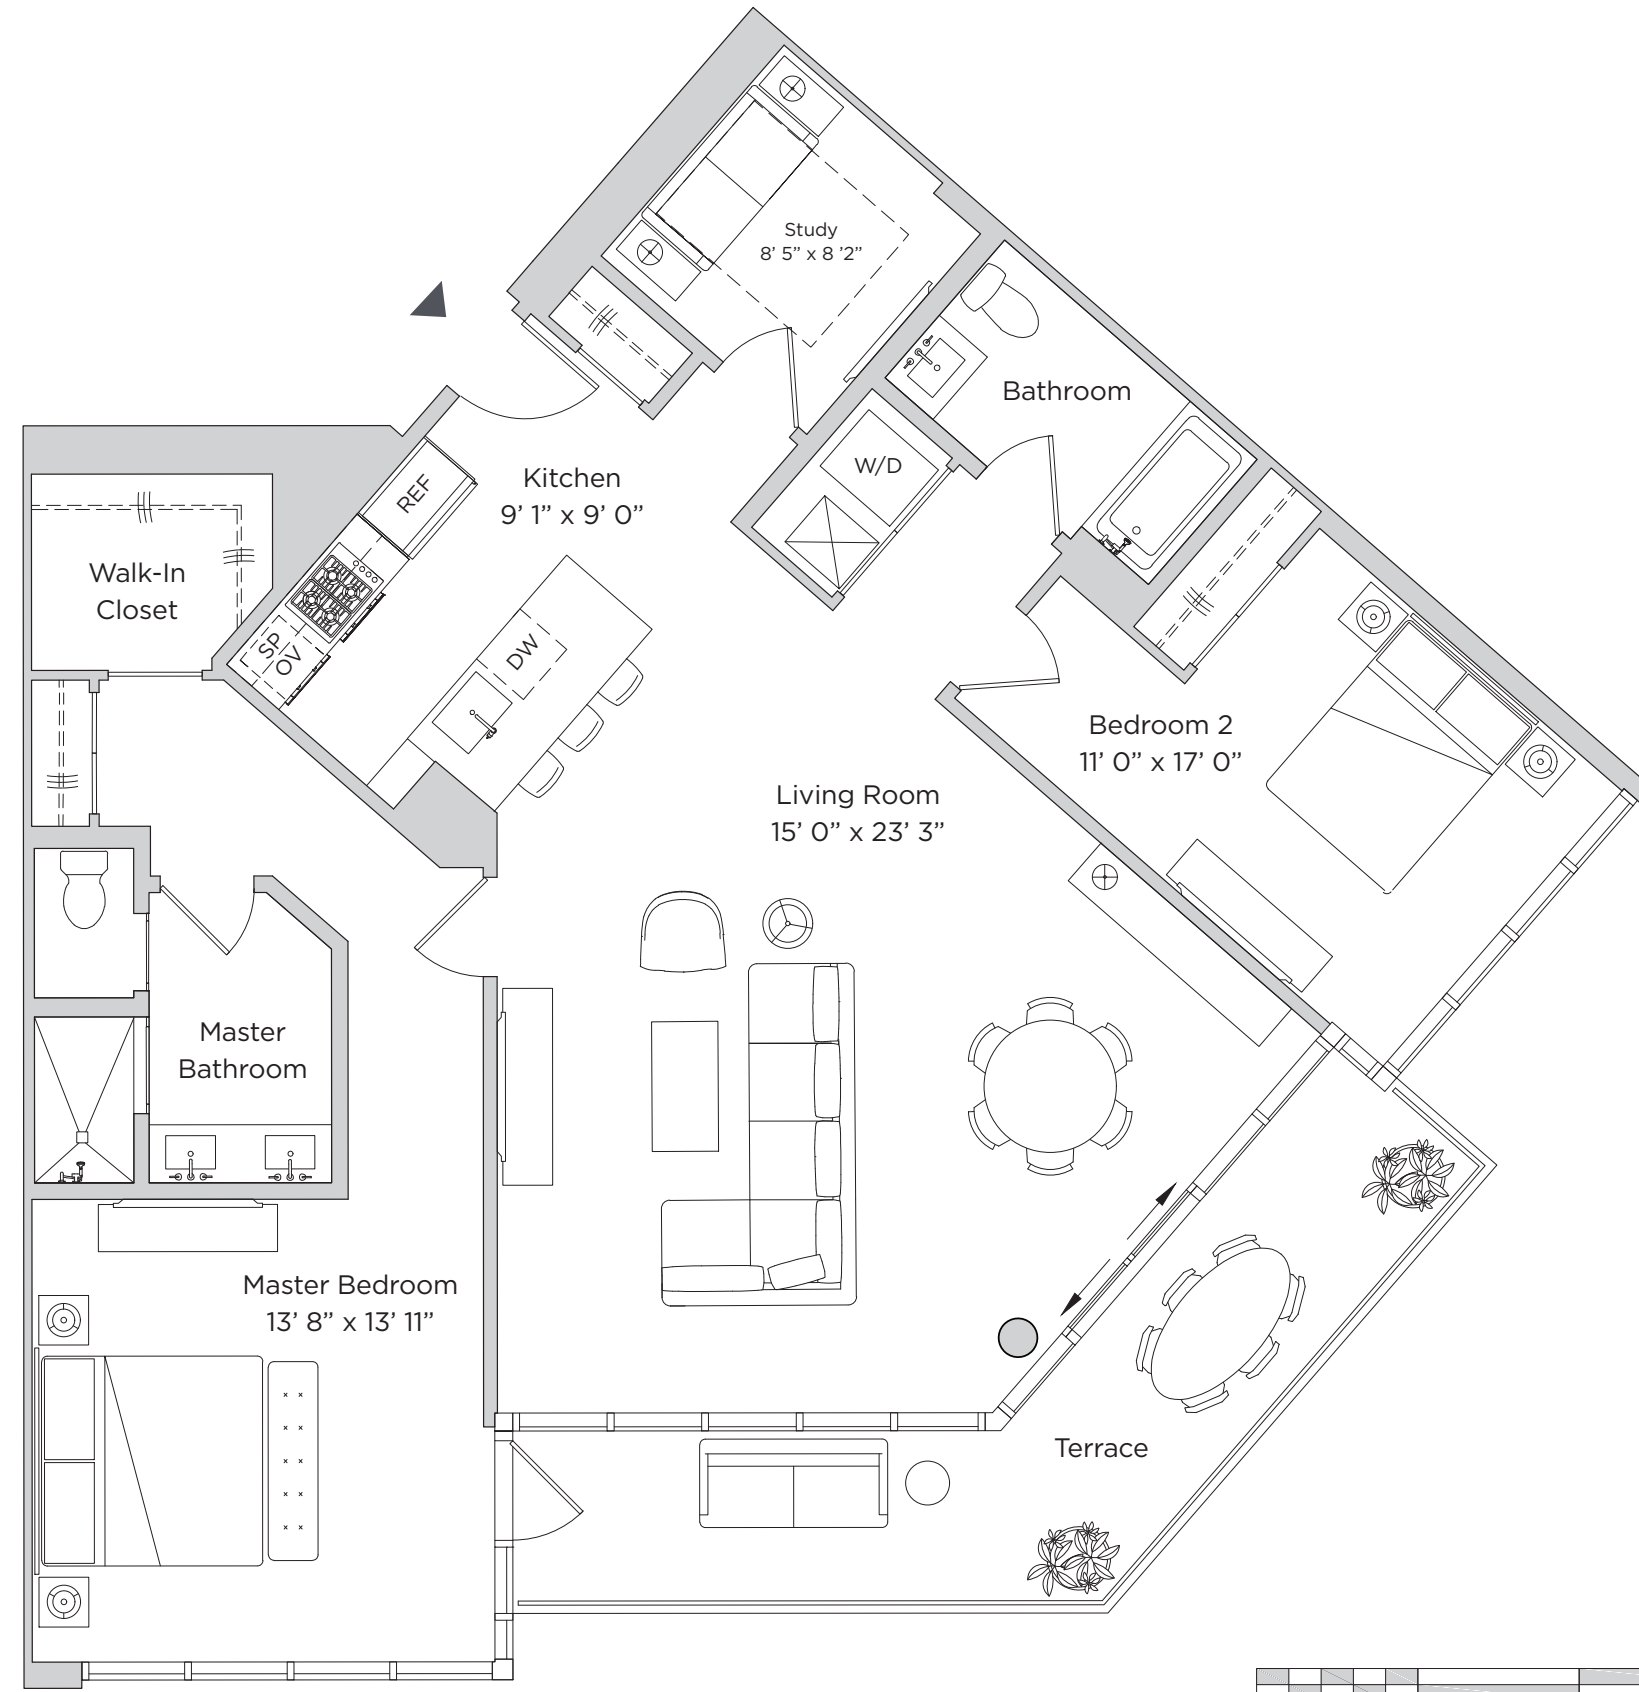 Study
8’ 5” x 8 ’2”
Bathroom
W/D
Kitchen
9’ 1” x 9’ 0”
REF
Walk-In
Closet
SP
OV
DW
Bedroom 2
11’ 0” x 17’ 0”
Living Room
15’ 0” x 23’ 3”
Master
Bathroom
Master Bedroom
13’ 8” x 13’ 11”
Terrace